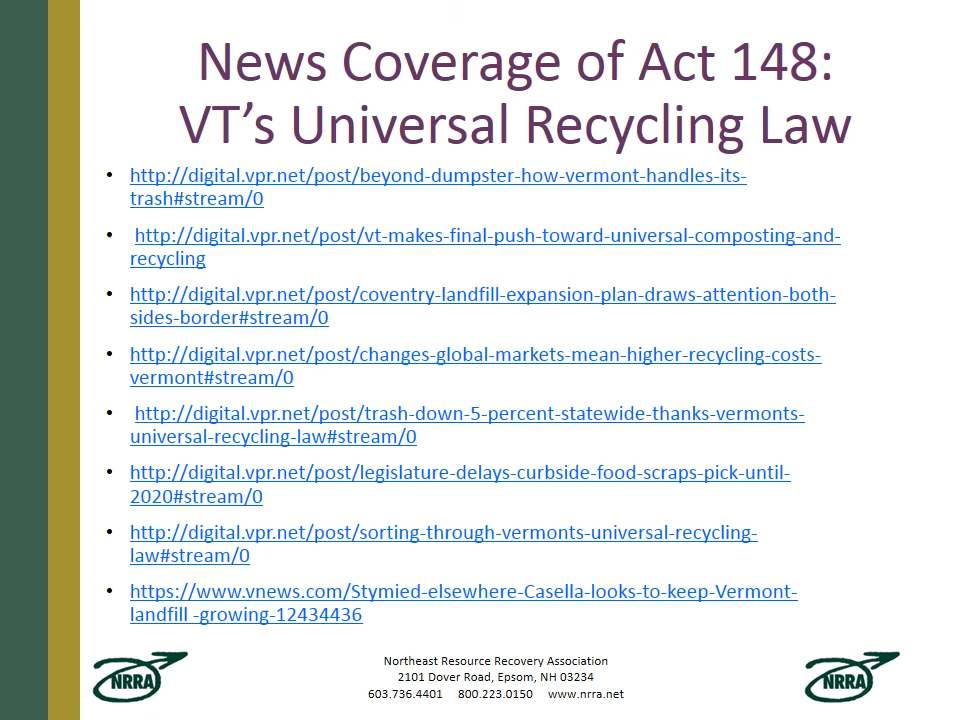 News Coverage of Act 148:
VT’s Universal Recycling Law
• http://digital.vpr.net/post/beyond-dumpster-how-vermont-handles-its-
trash#stream/0
• http://digital.vpr.net/post/vt-makes-final-push-toward-universal-composting-and-
recycling
• http://digital.vpr.net/post/coventry-landfill-expansion-plan-draws-attention-both-
sides-border#stream/0
• http://digital.vpr.net/post/changes-global-markets-mean-higher-recycling-costs-
vermont#stream/0
• http://digital.vpr.net/post/trash-down-5-percent-statewide-thanks-vermonts-
universal-recycling-law#stream/0
• http://digital.vpr.net/post/legislature-delays-curbside-food-scraps-pick-until-
2020#stream/0
• http://digital.vpr.net/post/sorting-through-vermonts-universal-recycling-
law#stream/0
• https://www.vnews.com/Stymied-elsewhere-Casella-looks-to-keep-Vermont-
landfill -growing-12434436
NRRA
Northeast Resource Recovery Association
2101 Dover Road, Epsom, NH 03234
603.736.4401 800.223.0150 www.nrra.net
NRRA